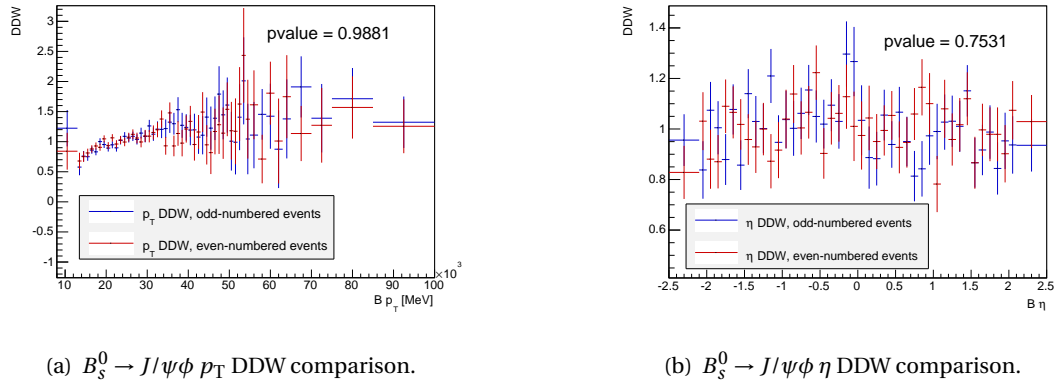 DDW
3
2.5
2
1.5
1
0.5
0
-0.5
-1
pvalue = 0.9881
p_T DDW, odd-numbered events
p_T DDW, even-numbered events
10 20 30 40 50 60 70 80 90 100
×10³
B p_T [MeV]
(a) B_s^0 → J/ψϕ p_T DDW comparison.
DDW
1.4
1.2
1
0.8
0.6
pvalue = 0.7531
η DDW, odd-numbered events
η DDW, even-numbered events
-2.5 -2 -1.5 -1 -0.5 0 0.5 1 1.5 2 2.5
B η
(b) B_s^0 → J/ψϕ η DDW comparison.